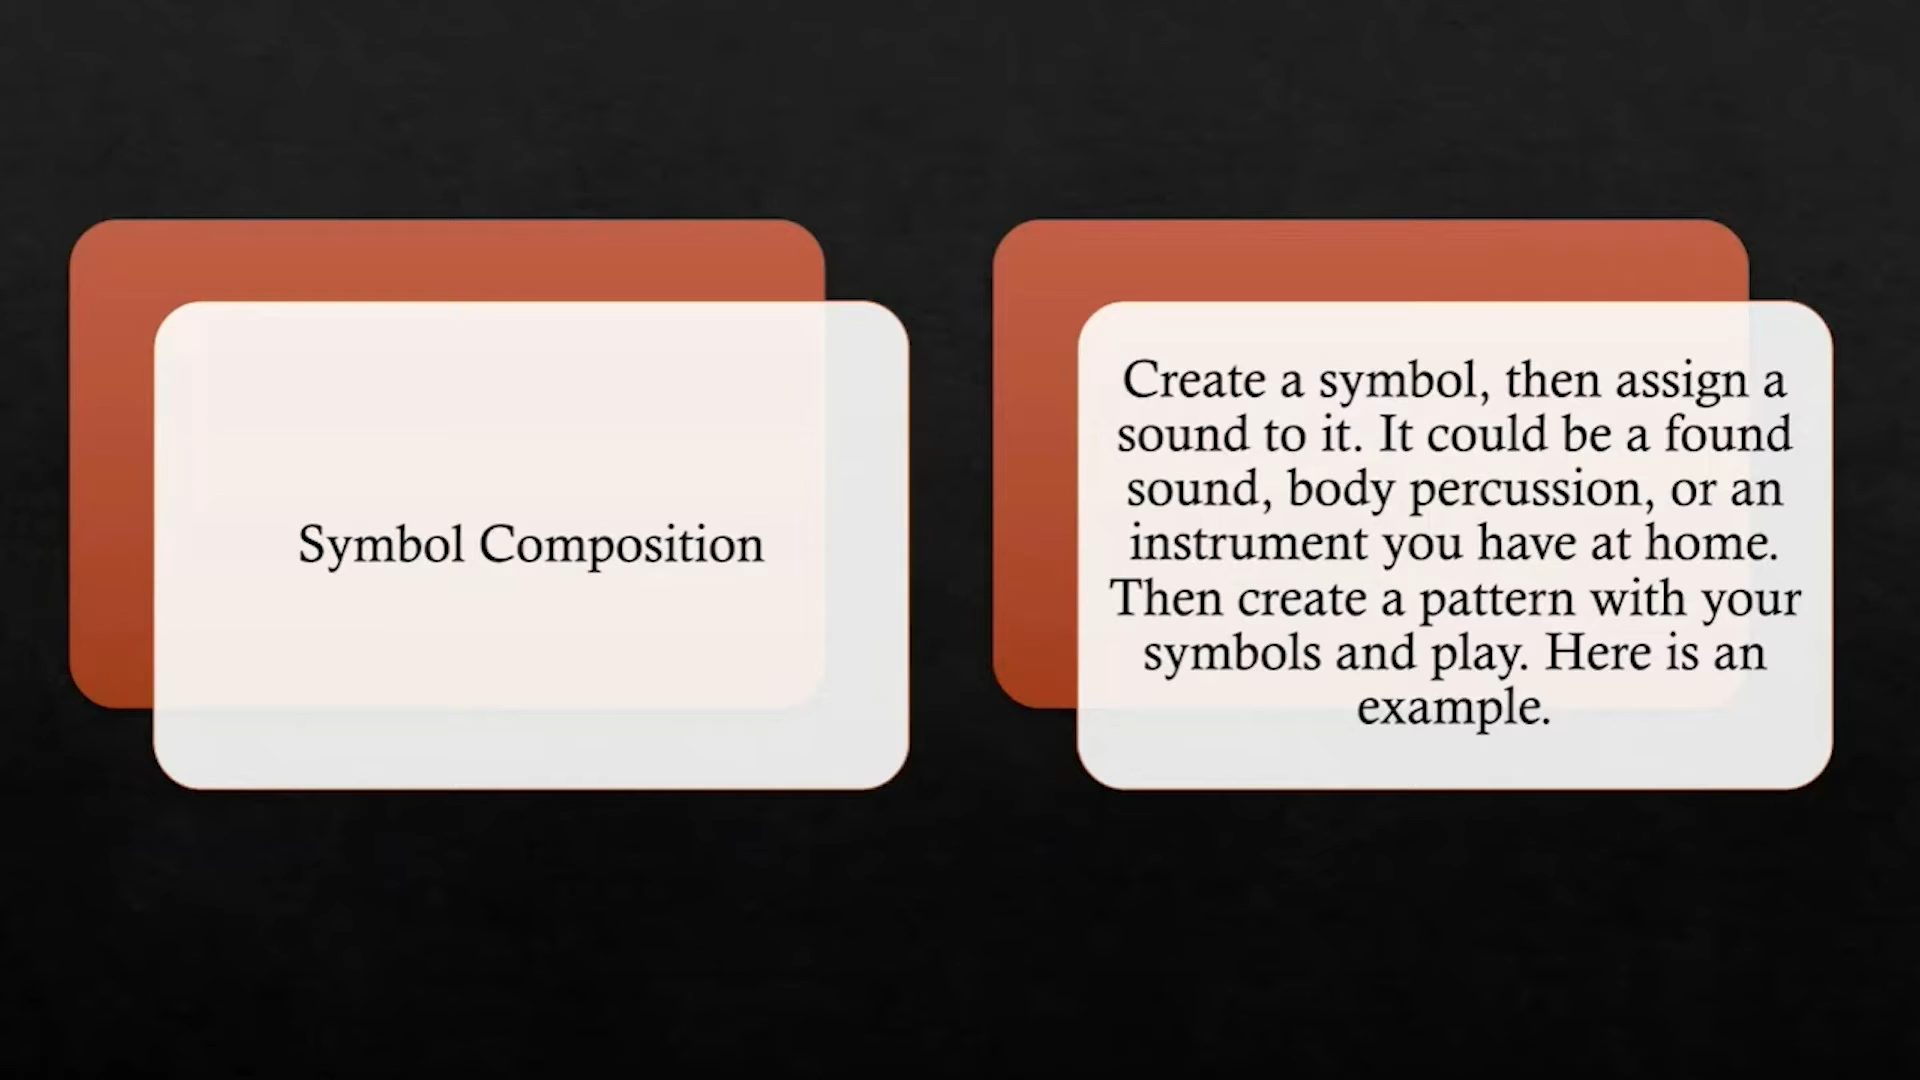 Symbol Composition
Create a symbol, then assign a
sound to it. It could be a found
sound, body percussion, or an
instrument you have at home.
Then create a pattern with your
symbols and play. Here is an
example.